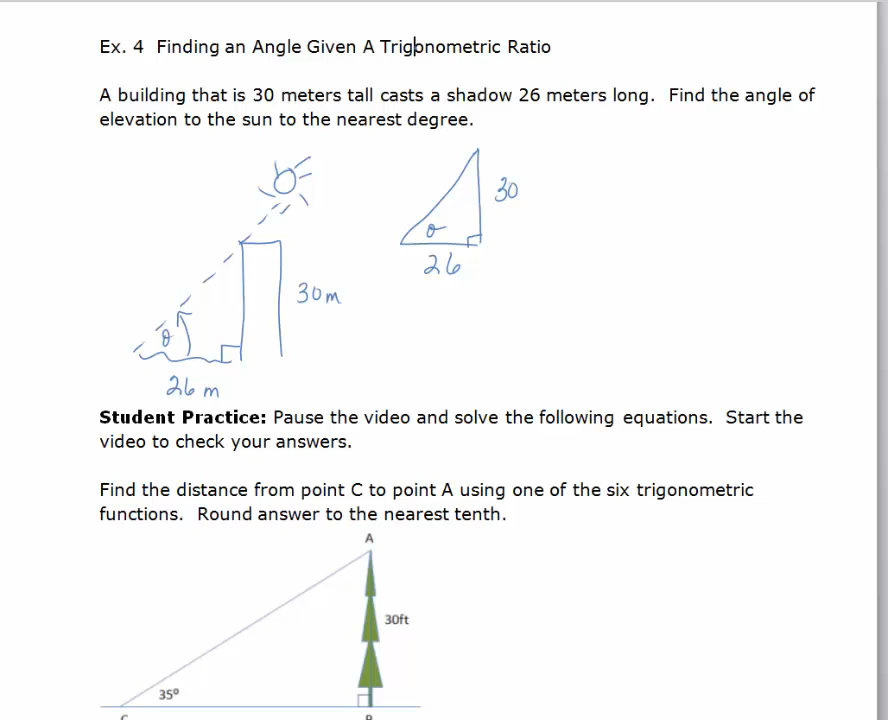 Ex. 4 Finding an Angle Given A Trigonometric Ratio
A building that is 30 meters tall casts a shadow 26 meters long. Find the angle of
elevation to the sun to the nearest degree.
30
θ
26
30m
θ
26 m
Student Practice: Pause the video and solve the following equations. Start the
video to check your answers.
Find the distance from point C to point A using one of the six trigonometric
functions. Round answer to the nearest tenth.
A
30ft
35°
C B